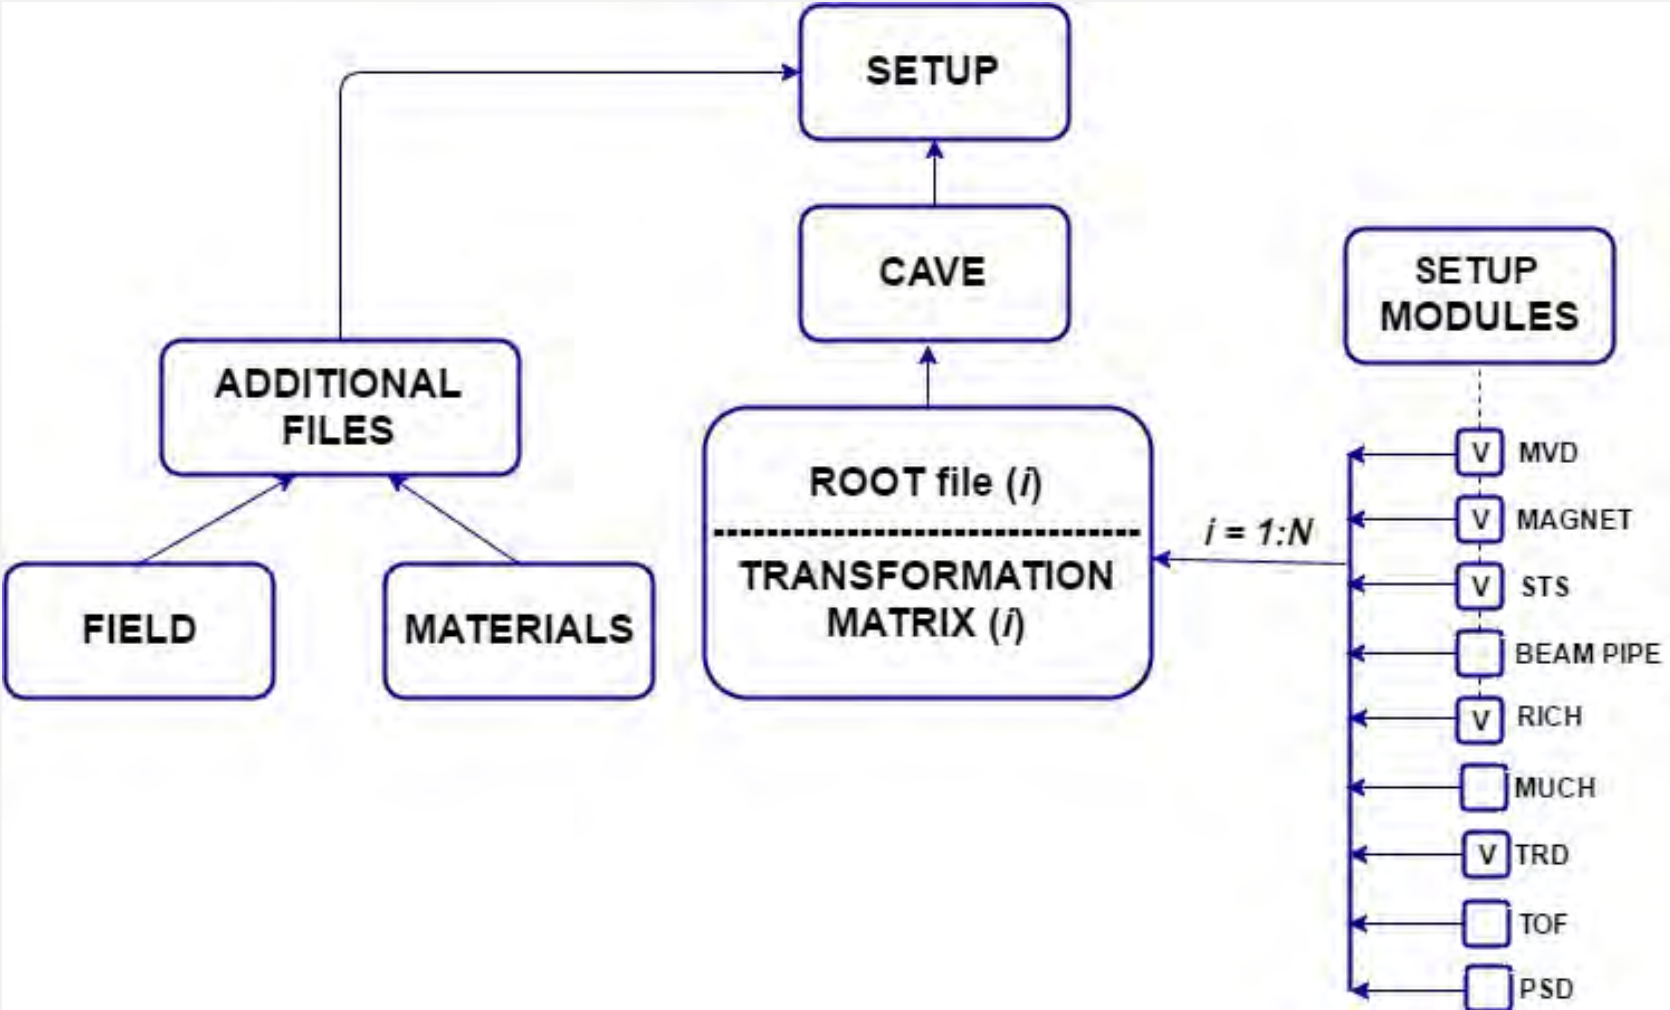 SETUP
CAVE
SETUP
MODULES
ADDITIONAL
FILES
ROOT file (i)
TRANSFORMATION
MATRIX (i)
i = 1:N
FIELD
MATERIALS
V MVD
V MAGNET
V STS
BEAM PIPE
V RICH
MUCH
V TRD
TOF
PSD